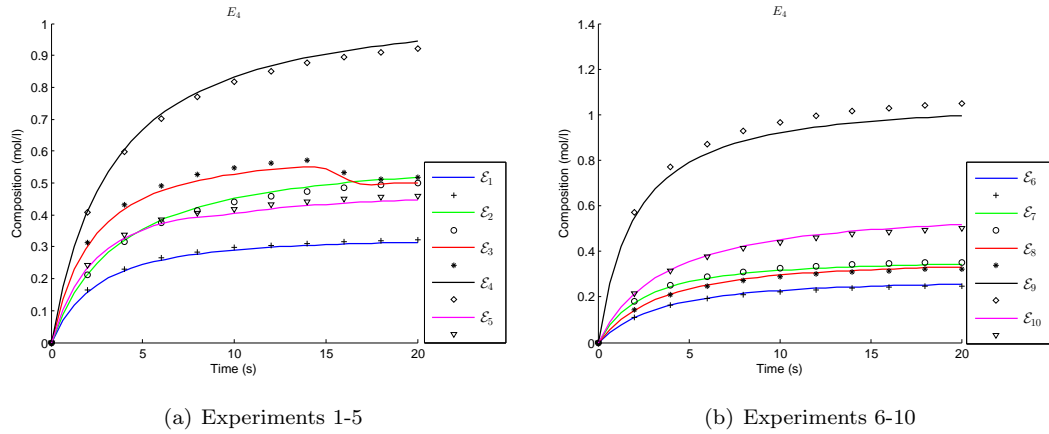 E₄
1
0.9
0.8
0.7
0.6
0.5
0.4
0.3
0.2
0.1
0
0 5 10 15 20
Composition (mol/l)
Time (s)
ℰ₁
ℰ₂
ℰ₃
ℰ₄
ℰ₅
(a) Experiments 1-5
E₄
1.4
1.2
1
0.8
0.6
0.4
0.2
0
0 5 10 15 20
Composition (mol/l)
Time (s)
ℰ₆
ℰ₇
ℰ₈
ℰ₉
ℰ₁₀
(b) Experiments 6-10